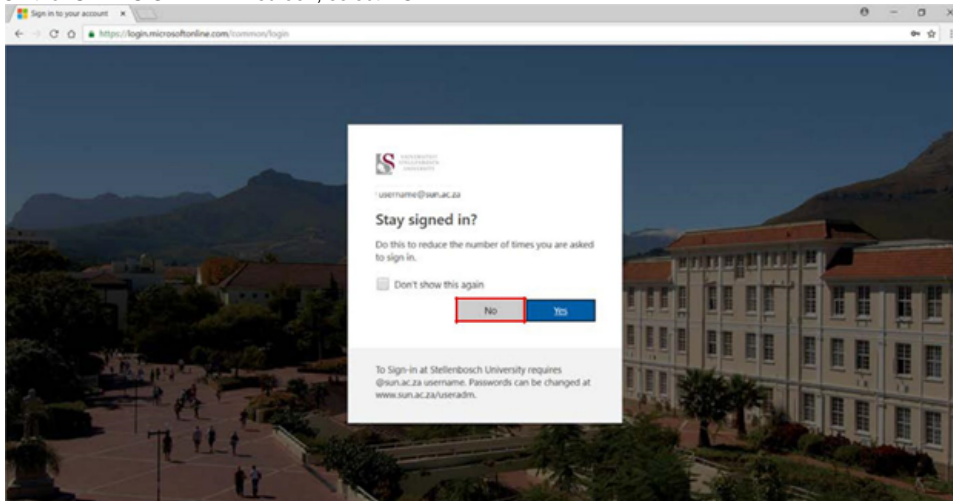 Sign in to your account
https://login.microsoftonline.com/common/login
UNIVERSITEIT
STELLENBOSCH
UNIVERSITY
username@sun.ac.za
Stay signed in?
Do this to reduce the number of times you are asked
to sign in.
Don't show this again
No
Yes
To Sign-in at Stellenbosch University requires
@sun.ac.za username. Passwords can be changed at
www.sun.ac.za/useradm.